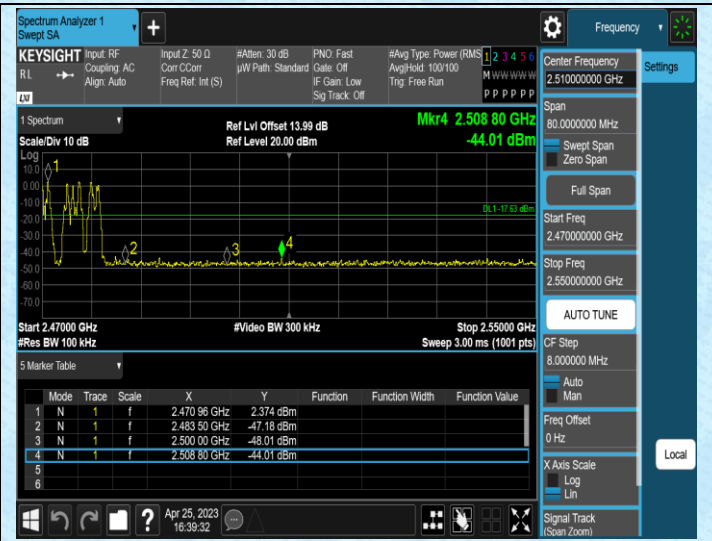 Spectrum Analyzer 1
Swept SA
+
Frequency
KEYSIGHT
RL
LXI
Input: RF
Coupling: AC
Align: Auto
Input Z: 50 Ω
Corr CCorr
Freq Ref: Int (S)
#Atten: 30 dB
µW Path: Standard
PNO: Fast
Gate: Off
IF Gain: Low
Sig Track: Off
#Avg Type: Power (RMS
Avg|Hold: 100/100
Trig: Free Run
1 2 3 4 5 6
M W W W W W
P P P P P P
1 Spectrum
Scale/Div 10 dB
Ref Lvl Offset 13.99 dB
Ref Level 20.00 dBm
Mkr4 2.508 80 GHz
-44.01 dBm
Log
10.0
0.00
-10.0
-20.0
-30.0
-40.0
-50.0
-60.0
-70.0
1
2
3
4
DL1 -17.63 dBm
Start 2.47000 GHz
#Res BW 100 kHz
#Video BW 300 kHz
Stop 2.55000 GHz
Sweep 3.00 ms (1001 pts)
5 Marker Table
Mode Trace Scale X Y Function Function Width Function Value
1 N 1 f 2.470 96 GHz 2.374 dBm
2 N 1 f 2.483 50 GHz -47.18 dBm
3 N 1 f 2.500 00 GHz -48.01 dBm
4 N 1 f 2.508 80 GHz -44.01 dBm
5
6
?
Apr 25, 2023
16:39:32
Center Frequency
2.510000000 GHz
Span
80.0000000 MHz
Swept Span
Zero Span
Full Span
Start Freq
2.470000000 GHz
Stop Freq
2.550000000 GHz
AUTO TUNE
CF Step
8.000000 MHz
Auto
Man
Freq Offset
0 Hz
X Axis Scale
Log
Lin
Signal Track
(Span Zoom)
Settings
Local